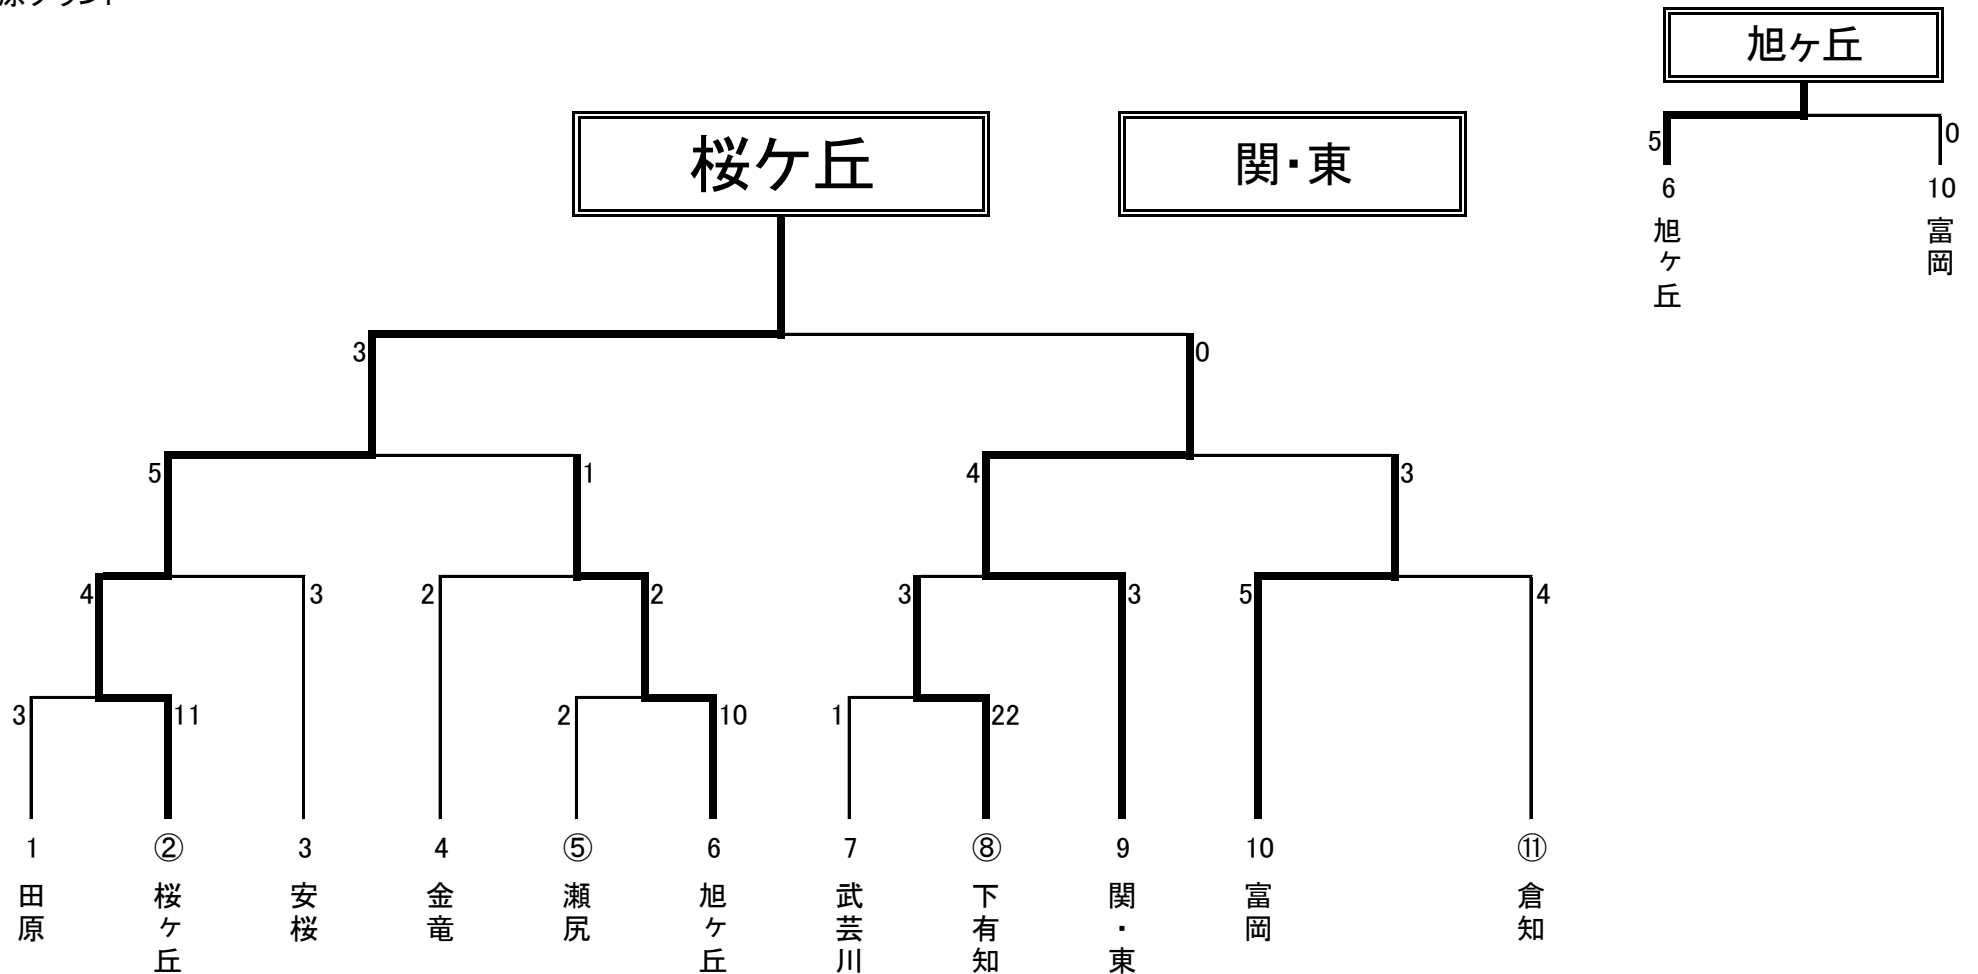 旭ヶ丘
桜ケ丘
関・東
5 0
6 10
旭ヶ丘 富岡
3 0
5 1 4 3
4 3 2 2 3 3 5 4
3 11 2 10 1 22
1 ② 3 4 ⑤ 6 7 ⑧ 9 10 ⑪
田原 桜ヶ丘 安桜 金竜 瀬尻 旭ヶ丘 武芸川 下有知 関・東 富岡 倉知